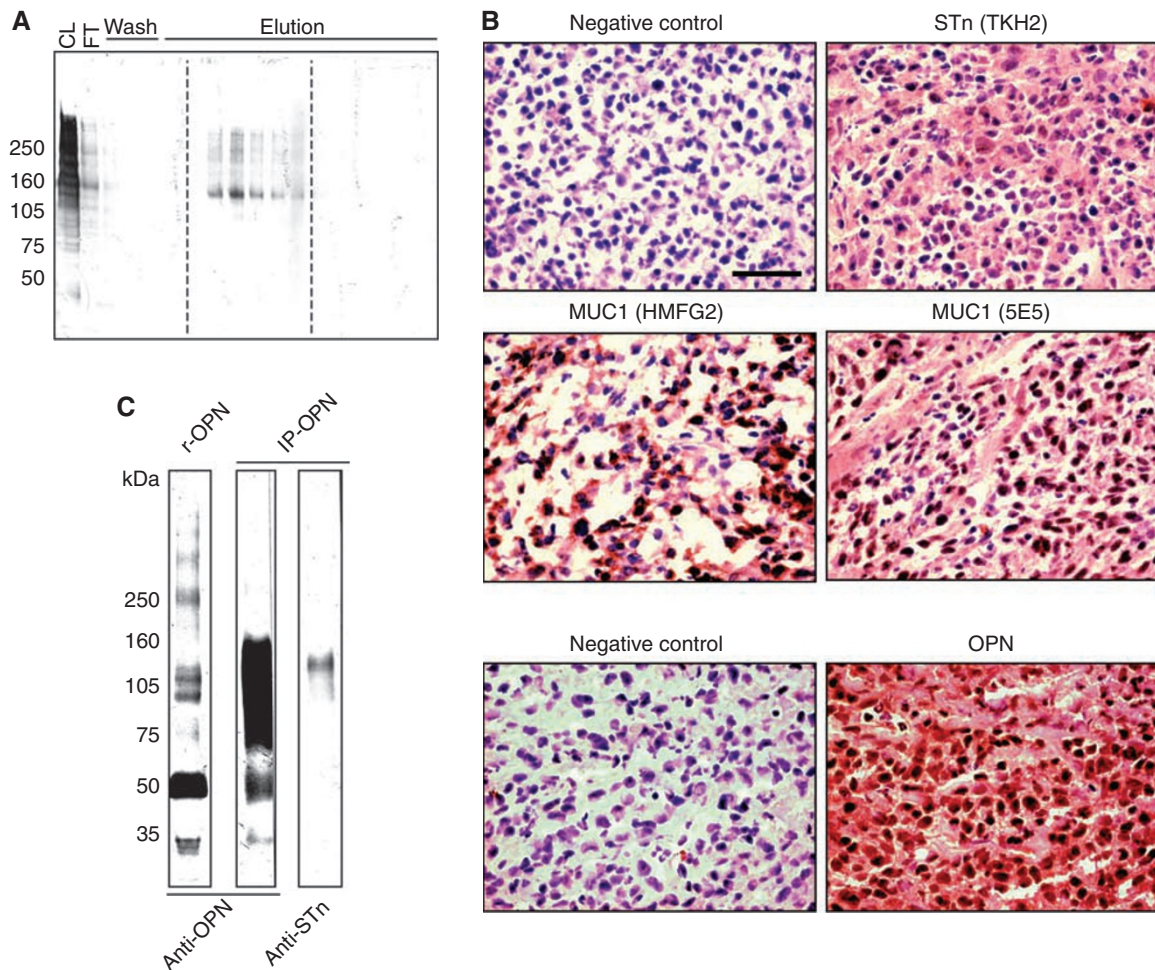 A
CL
FT
Wash
Elution
250
160
105
75
50
B
Negative control
STn (TKH2)
MUC1 (HMFG2)
MUC1 (5E5)
Negative control
OPN
C
r-OPN
IP-OPN
kDa
250
160
105
75
50
35
Anti-OPN
Anti-STn